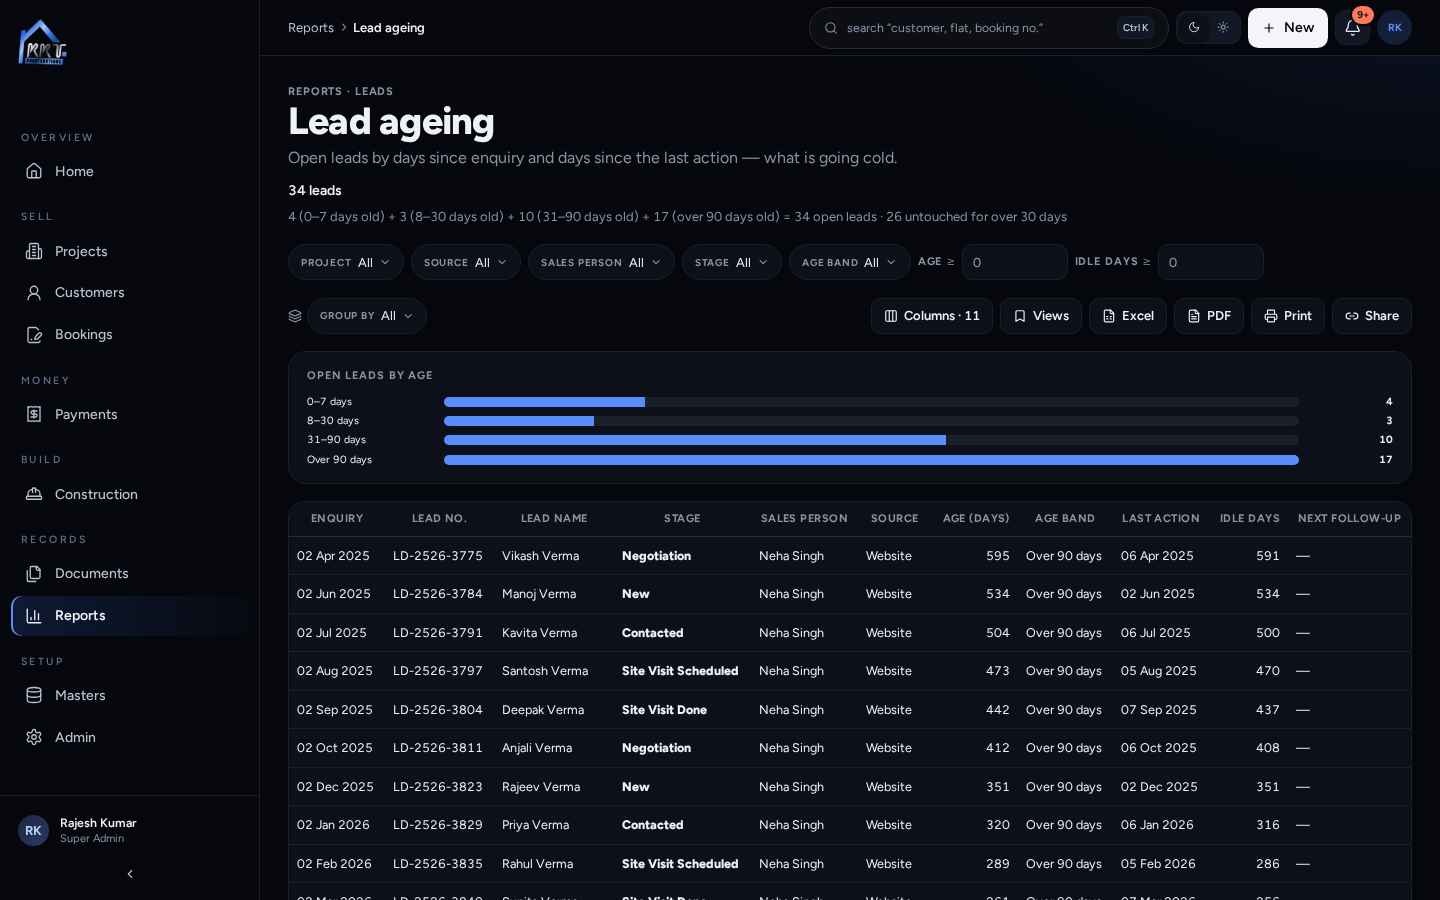 Reports > Lead ageing
search “customer, flat, booking no.”
Ctrl K
+ New
9+
RK
OVERVIEW
Home
SELL
Projects
Customers
Bookings
MONEY
Payments
BUILD
Construction
RECORDS
Documents
Reports
SETUP
Masters
Admin
RK
Rajesh Kumar
Super Admin
REPORTS · LEADS
Lead ageing
Open leads by days since enquiry and days since the last action — what is going cold.
34 leads
4 (0–7 days old) + 3 (8–30 days old) + 10 (31–90 days old) + 17 (over 90 days old) = 34 open leads · 26 untouched for over 30 days
PROJECT All SOURCE All SALES PERSON All STAGE All AGE BAND All AGE ≥ 0 IDLE DAYS ≥ 0
GROUP BY All Columns · 11 Views Excel PDF Print Share
OPEN LEADS BY AGE
0–7 days 4
8–30 days 3
31–90 days 10
Over 90 days 17
ENQUIRY LEAD NO. LEAD NAME STAGE SALES PERSON SOURCE AGE (DAYS) AGE BAND LAST ACTION IDLE DAYS NEXT FOLLOW-UP
02 Apr 2025 LD-2526-3775 Vikash Verma Negotiation Neha Singh Website 595 Over 90 days 06 Apr 2025 591 —
02 Jun 2025 LD-2526-3784 Manoj Verma New Neha Singh Website 534 Over 90 days 02 Jun 2025 534 —
02 Jul 2025 LD-2526-3791 Kavita Verma Contacted Neha Singh Website 504 Over 90 days 06 Jul 2025 500 —
02 Aug 2025 LD-2526-3797 Santosh Verma Site Visit Scheduled Neha Singh Website 473 Over 90 days 05 Aug 2025 470 —
02 Sep 2025 LD-2526-3804 Deepak Verma Site Visit Done Neha Singh Website 442 Over 90 days 07 Sep 2025 437 —
02 Oct 2025 LD-2526-3811 Anjali Verma Negotiation Neha Singh Website 412 Over 90 days 06 Oct 2025 408 —
02 Dec 2025 LD-2526-3823 Rajeev Verma New Neha Singh Website 351 Over 90 days 02 Dec 2025 351 —
02 Jan 2026 LD-2526-3829 Priya Verma Contacted Neha Singh Website 320 Over 90 days 06 Jan 2026 316 —
02 Feb 2026 LD-2526-3835 Rahul Verma Site Visit Scheduled Neha Singh Website 289 Over 90 days 05 Feb 2026 286 —